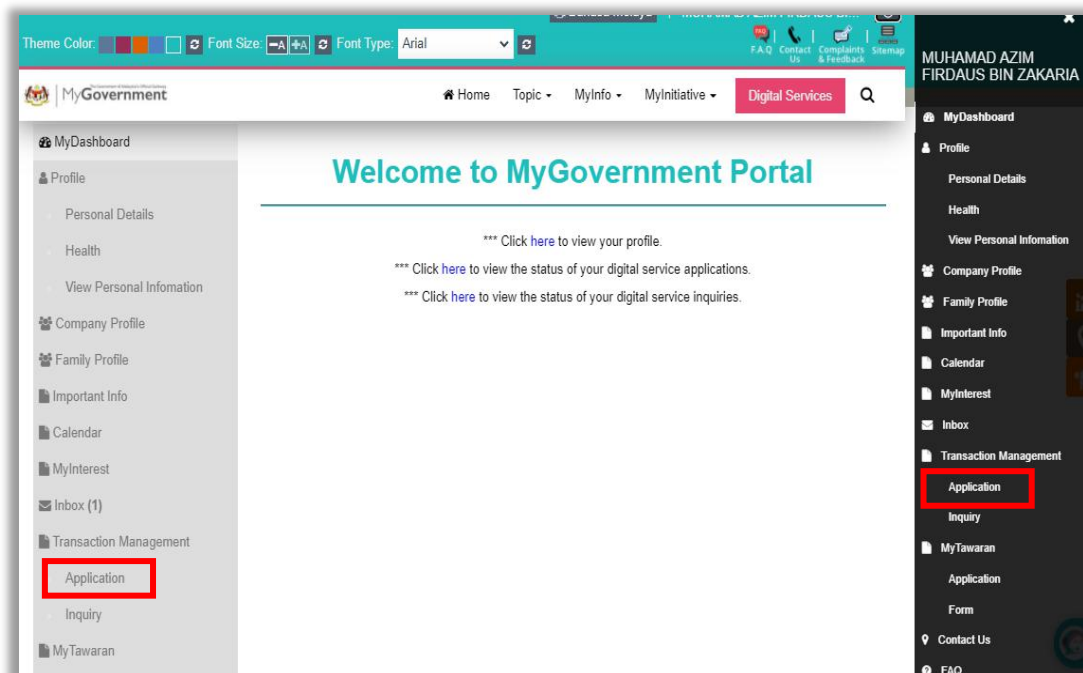 Theme Color: Font Size: -A +A Font Type: Arial
F.A.Q Contact Us Complaints & Feedback Sitemap
MyGovernment
Home Topic MyInfo MyInitiative Digital Services
MyDashboard
Profile
Personal Details
Health
View Personal Infomation
Company Profile
Family Profile
Important Info
Calendar
MyInterest
Inbox (1)
Transaction Management
Application
Inquiry
MyTawaran
Welcome to MyGovernment Portal
*** Click here to view your profile.
*** Click here to view the status of your digital service applications.
*** Click here to view the status of your digital service inquiries.
MUHAMAD AZIM
FIRDAUS BIN ZAKARIA
MyDashboard
Profile
Personal Details
Health
View Personal Infomation
Company Profile
Family Profile
Important Info
Calendar
MyInterest
Inbox
Transaction Management
Application
Inquiry
MyTawaran
Application
Form
Contact Us
FAQ